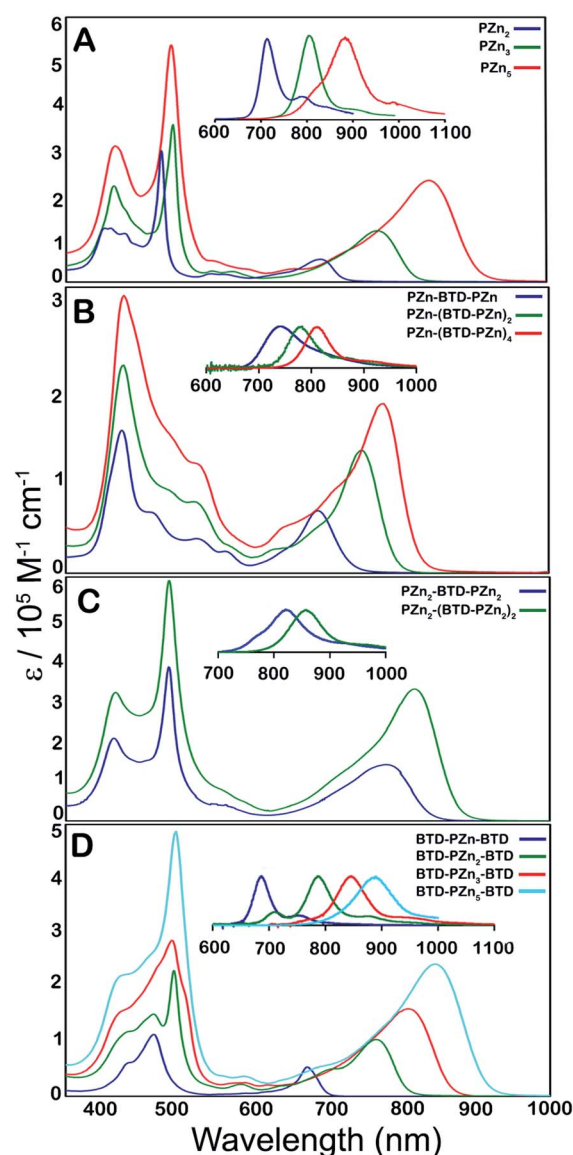 A
PZn₂
PZn₃
PZn₅
6
5
4
3
2
1
0
600 700 800 900 1000 1100
B
PZn-BTD-PZn
PZn-(BTD-PZn)₂
PZn-(BTD-PZn)₄
3
2
1
0
600 700 800 900 1000
C
PZn₂-BTD-PZn₂
PZn₂-(BTD-PZn₂)₂
6
5
4
3
2
1
0
700 800 900 1000
D
BTD-PZn-BTD
BTD-PZn₂-BTD
BTD-PZn₃-BTD
BTD-PZn₅-BTD
5
4
3
2
1
0
600 700 800 900 1000 1100
ε / 10⁵ M⁻¹ cm⁻¹
400 500 600 700 800 900 1000
Wavelength (nm)